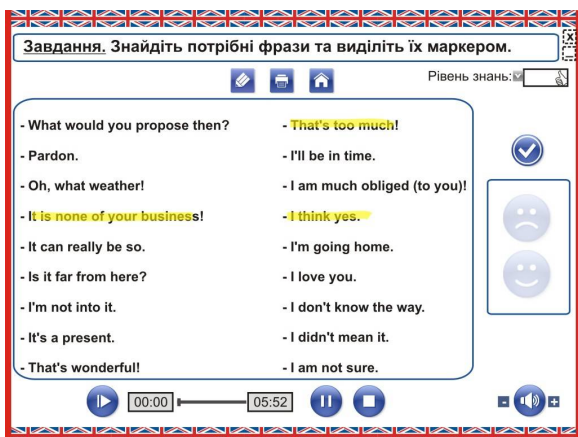 Завдання. Знайдіть потрібні фрази та виділіть їх маркером.
Рівень знань:
- What would you propose then?
- Pardon.
- Oh, what weather!
- It is none of your business!
- It can really be so.
- Is it far from here?
- I'm not into it.
- It's a present.
- That's wonderful!
- That's too much!
- I'll be in time.
- I am much obliged (to you)!
- I think yes.
- I'm going home.
- I love you.
- I don't know the way.
- I didn't mean it.
- I am not sure.
00:00
05:52